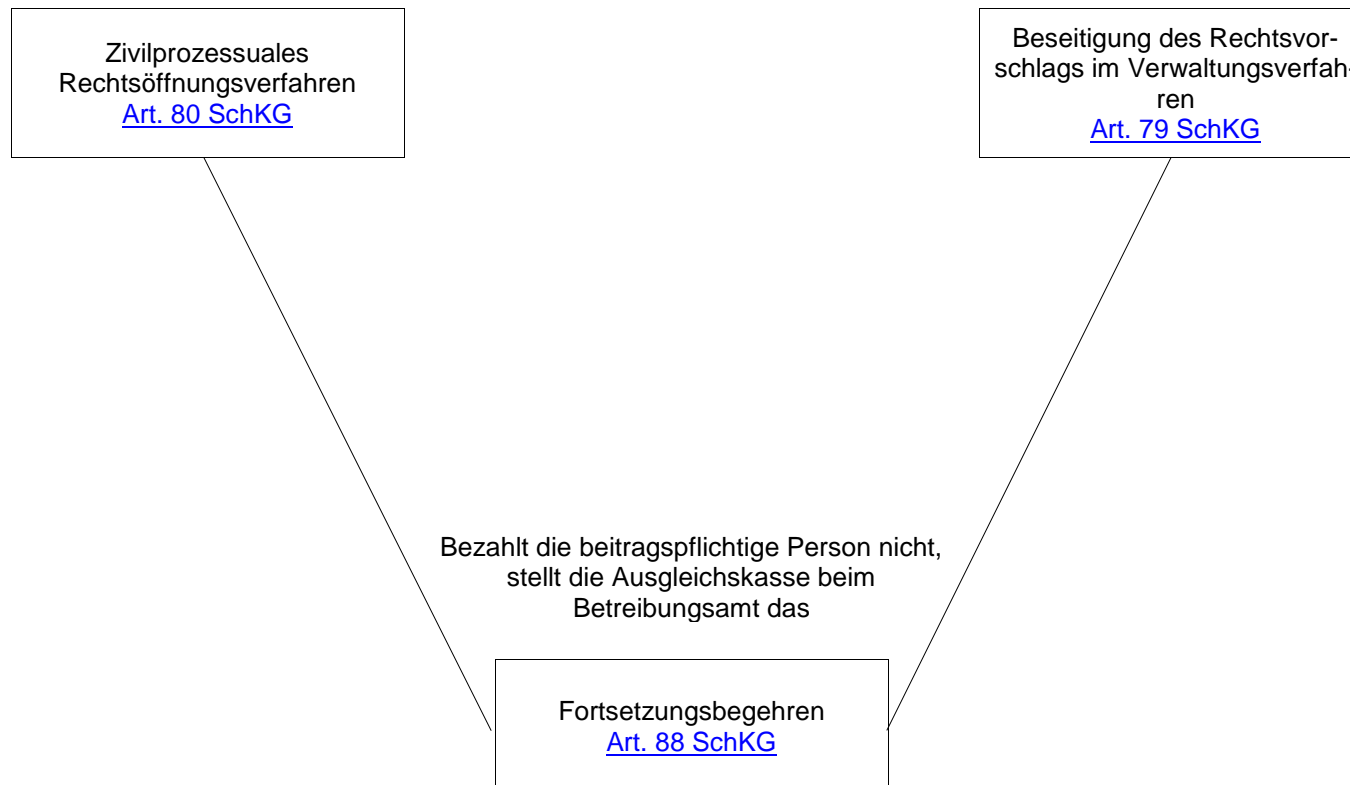 Zivilprozessuales
Rechtsöffnungsverfahren
Art. 80 SchKG
Beseitigung des Rechtsvor-
schlags im Verwaltungsverfah-
ren
Art. 79 SchKG
Bezahlt die beitragspflichtige Person nicht,
stellt die Ausgleichskasse beim
Betreibungsamt das
Fortsetzungsbegehren
Art. 88 SchKG